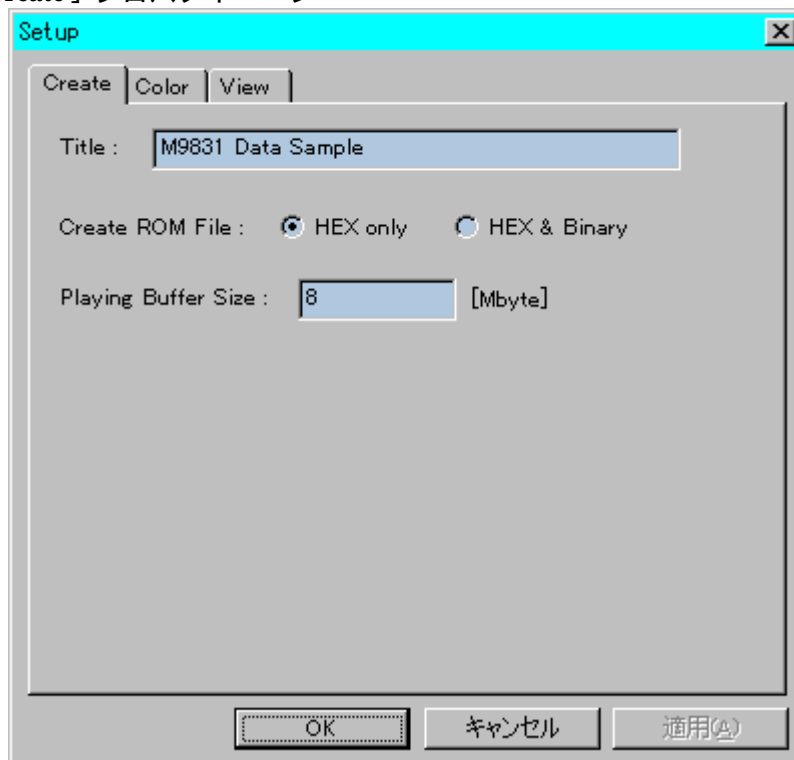 Setup
Create Color View
Title : M9831 Data Sample
Create ROM File : HEX only HEX & Binary
Playing Buffer Size : 8 [Mbyte]
OK キャンセル 適用(A)